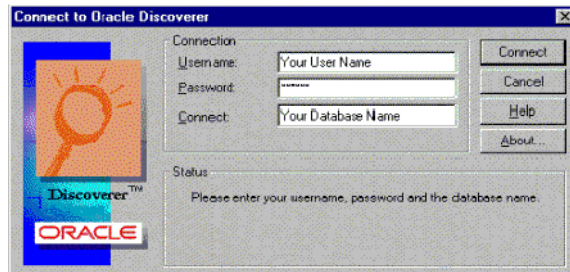 Connect to Oracle Discoverer
Connection
Username: Your User Name
Password: ******
Connect: Your Database Name
Connect
Cancel
Help
About...
Status
Please enter your username, password and the database name.
Discoverer™
ORACLE